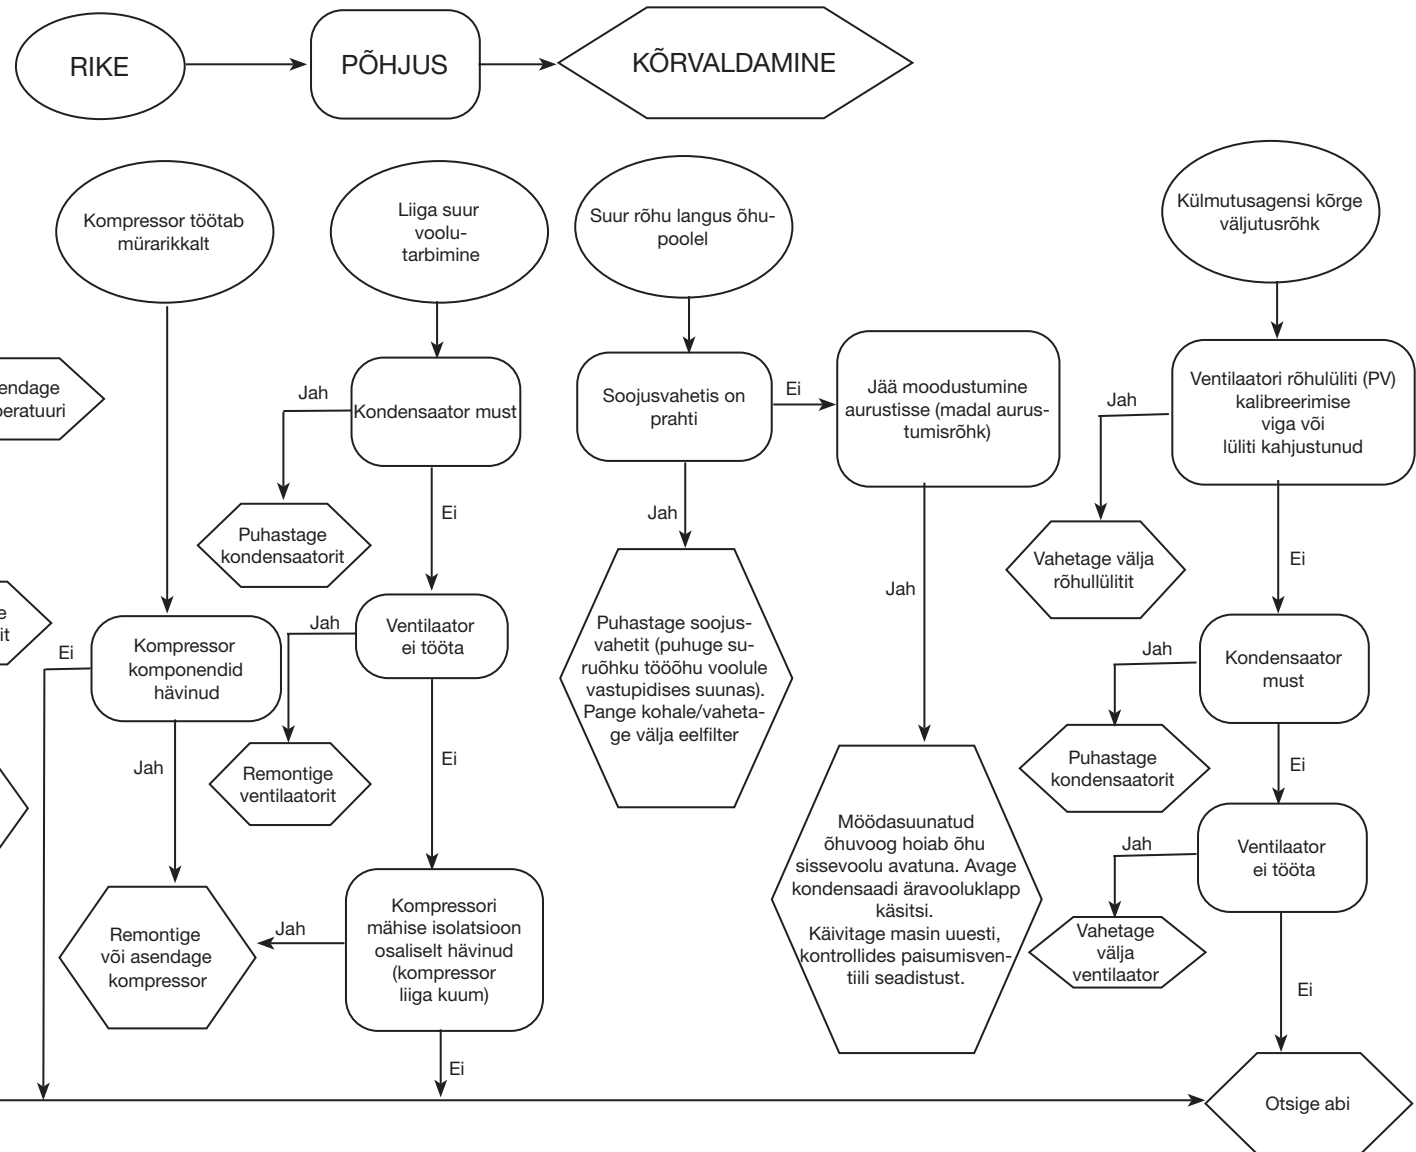 RIKE
PÕHJUS
KÕRVALDAMINE
Kompressor töötab
mürarikkalt
Liiga suur
voolu-
tarbimine
Suur rõhu langus õhu-
poolel
Külmutusagensi kõrge
väljutusrõhk
endage
peratuuri
Jah
Kondensaator must
Soojusvahetis on
prahti
Ei
Jää moodustumine
aurustisse (madal aurus-
tumisrõhk)
Jah
Ventilaatori rõhulüliti (PV)
kalibreerimise
viga või
lüliti kahjustunud
Puhastage
kondensaatorit
Ei
Jah
Jah
Vahetage välja
rõhullülitit
Ei
e
it
Ei
Kompressor
komponendid
hävinud
Jah
Ventilaator
ei tööta
Puhastage soojus-
vahetit (puhuge su-
ruõhku tööõhu voolule
vastupidises suunas).
Pange kohale/vaheta-
ge välja eelfilter
Jah
Kondensaator
must
Jah
Remontige
ventilaatorit
Ei
Puhastage
kondensaatorit
Ei
Möödasuunatud
õhuvoog hoiab õhu
sissevoolu avatuna. Avage
kondensaadi äravooluklapp
käsitsi.
Käivitage masin uuesti,
kontrollides paisumisven-
tiili seadistust.
Jah
Ventilaator
ei tööta
Remontige
või asendage
kompressor
Jah
Kompressori
mähise isolatsioon
osaliselt hävinud
(kompressor
liiga kuum)
Vahetage
välja
ventilaator
Ei
Ei
Otsige abi